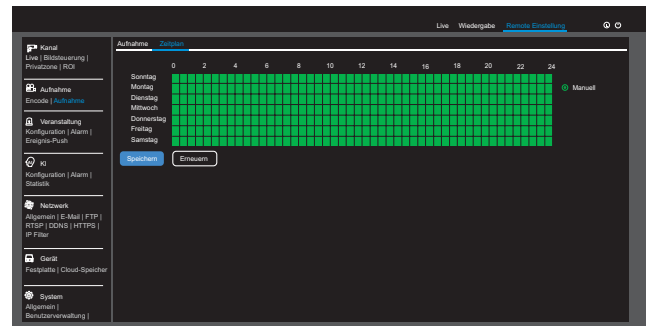 Live Wiedergabe Remote Einstellung
Kanal
Live | Bildsteuerung |
Privatzone | ROI
Aufnahme
Encode | Aufnahme
Veranstaltung
Konfiguration | Alarm |
Ereignis-Push
KI
Konfiguration | Alarm |
Statistik
Netzwerk
Allgemein | E-Mail | FTP |
RTSP | DDNS | HTTPS |
IP Filter
Gerät
Festplatte | Cloud-Speicher
System
Allgemein |
Benutzerverwaltung |
Aufnahme Zeitplan
0 2 4 6 8 10 12 14 16 18 20 22 24
Sonntag
Montag
Dienstag
Mittwoch
Donnerstag
Freitag
Samstag
Manuell
Speichern Erneuern